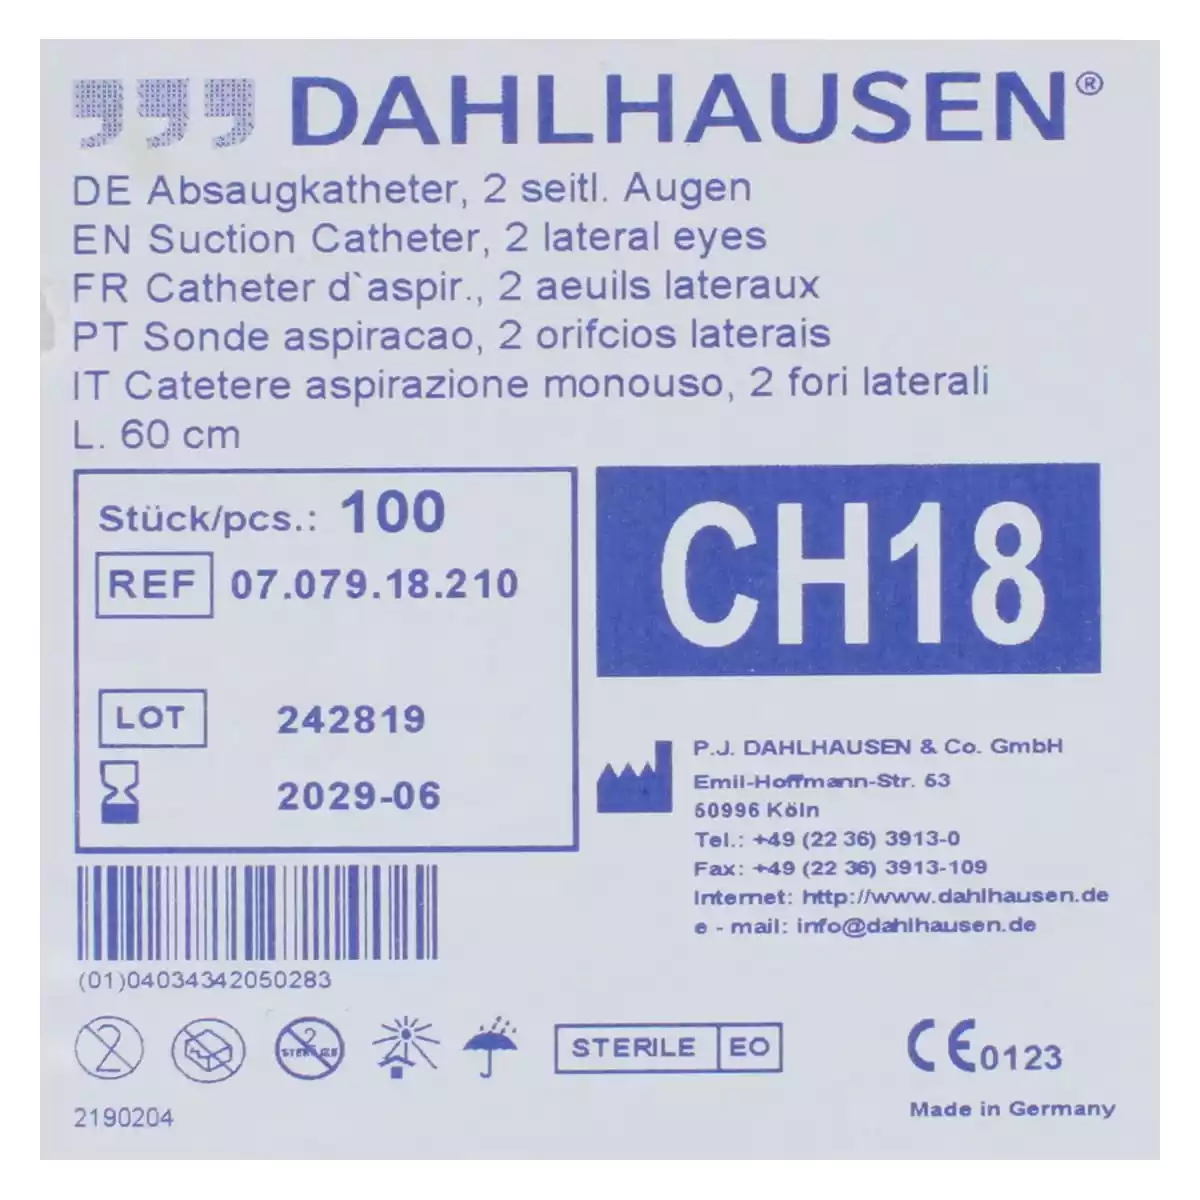 DAHLHAUSEN®
DE Absaugkatheter, 2 seitl. Augen
EN Suction Catheter, 2 lateral eyes
FR Catheter d`aspir., 2 aeuils lateraux
PT Sonde aspiracao, 2 orifcios laterais
IT Catetere aspirazione monouso, 2 fori laterali
L. 60 cm
Stück/pcs.: 100
REF 07.079.18.210
LOT 242819
2029-06
CH18
P.J. DAHLHAUSEN & Co. GmbH
Emil-Hoffmann-Str. 53
50996 Köln
Tel.: +49 (22 36) 3913-0
Fax: +49 (22 36) 3913-109
Internet: http://www.dahlhausen.de
e - mail: info@dahlhausen.de
(01)04034342050283
2
2 STERILIZE
STERILE EO
CE0123
2190204
Made in Germany